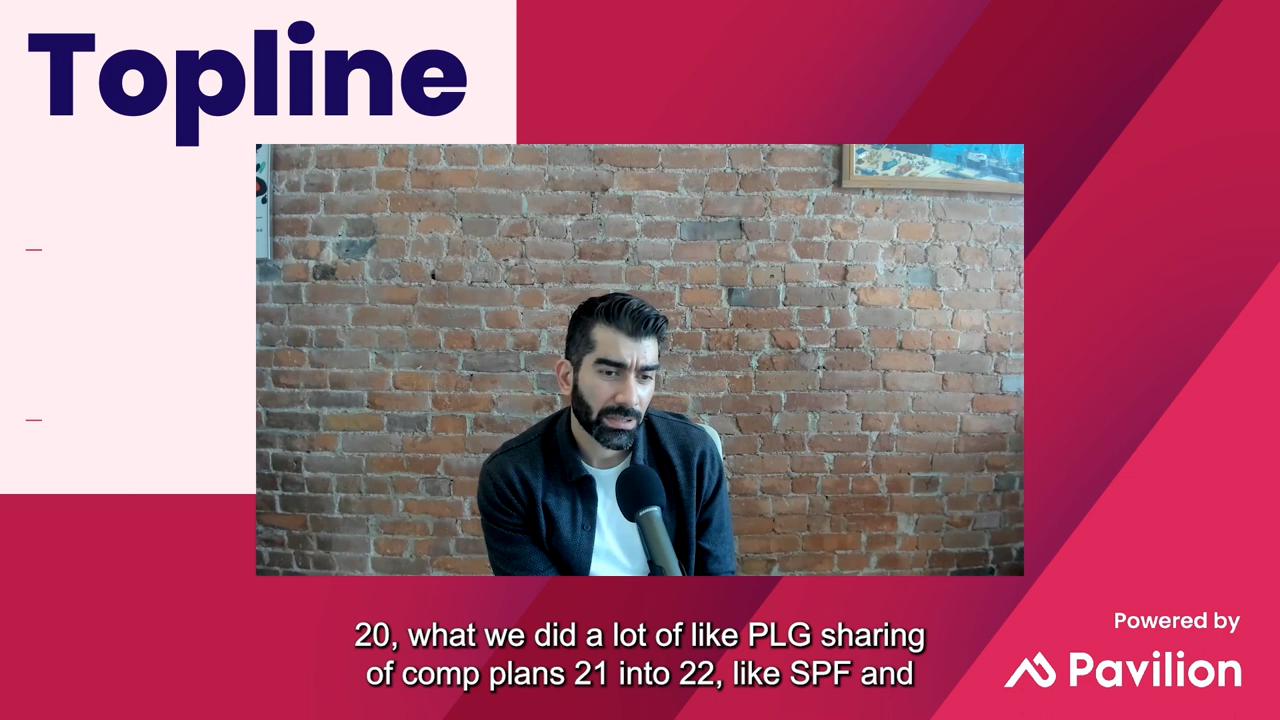 Topline
20, what we did a lot of like PLG sharing
of comp plans 21 into 22, like SPF and
Powered by
Pavilion